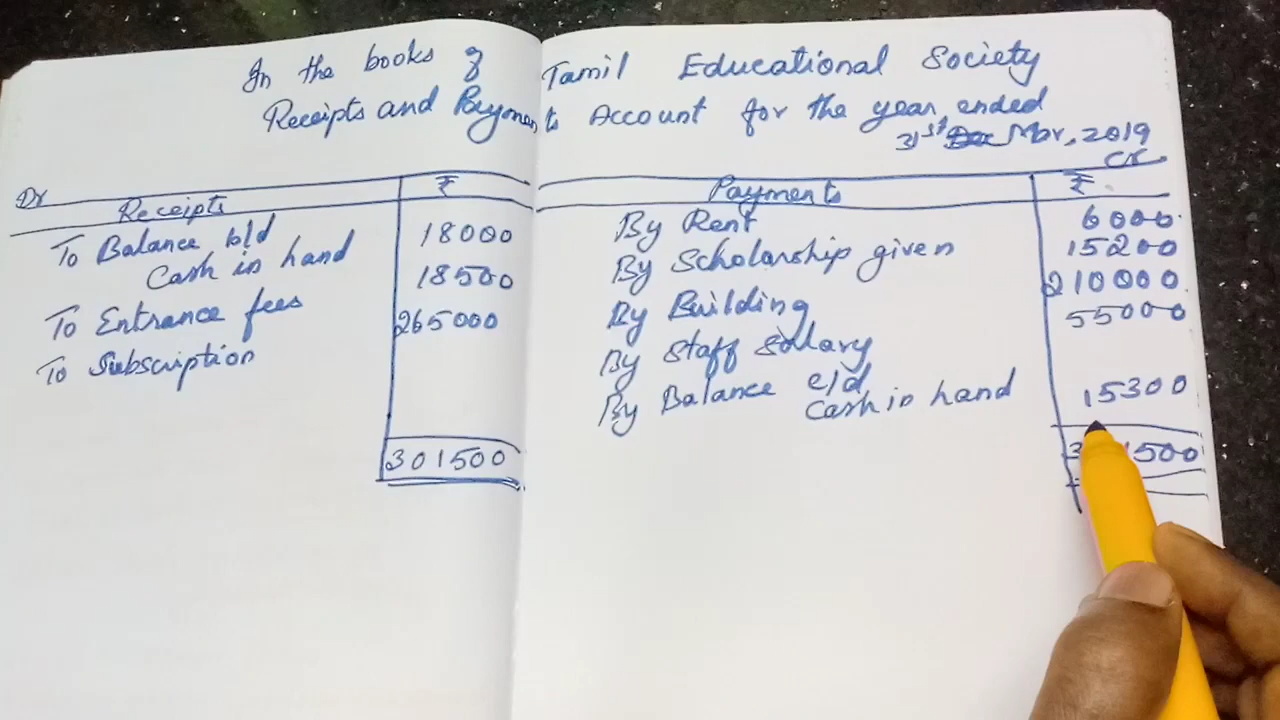 In the books of Tamil Educational Society
Receipts and Payments Account for the year ended
31st Mar, 2019
Dr Cr
Receipts ₹ Payments ₹
To Balance b/d
Cash in hand 18000
To Entrance fees 18500
To Subscription 265000
301500
By Rent 6000
By Scholarship given 15200
By Building 210000
By Staff Salary 55000
By Balance c/d
Cash in hand 15300
3 1500